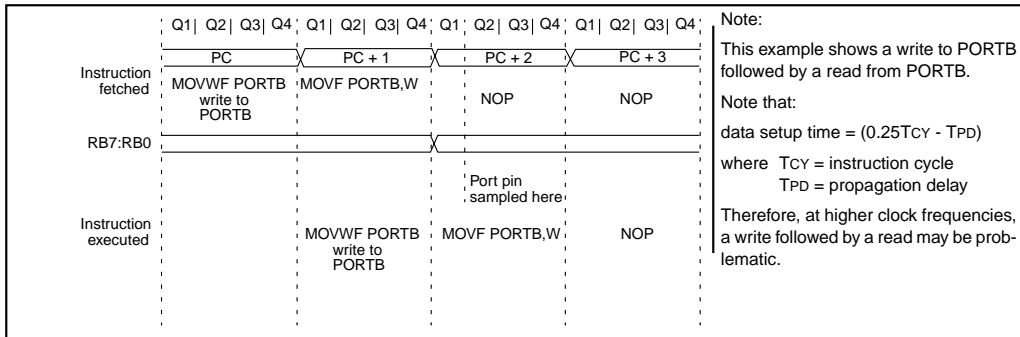 Q1| Q2| Q3| Q4 Q1| Q2| Q3| Q4 Q1| Q2| Q3| Q4 Q1| Q2| Q3| Q4
PC PC + 1 PC + 2 PC + 3
Instruction
fetched
MOVWF PORTB
write to
PORTB
MOVF PORTB,W
NOP
NOP
RB7:RB0
Port pin
sampled here
Instruction
executed
MOVWF PORTB
write to
PORTB
MOVF PORTB,W
NOP
Note:
This example shows a write to PORTB
followed by a read from PORTB.
Note that:
data setup time = (0.25TCY - TPD)
where TCY = instruction cycle
TPD = propagation delay
Therefore, at higher clock frequencies,
a write followed by a read may be prob-
lematic.